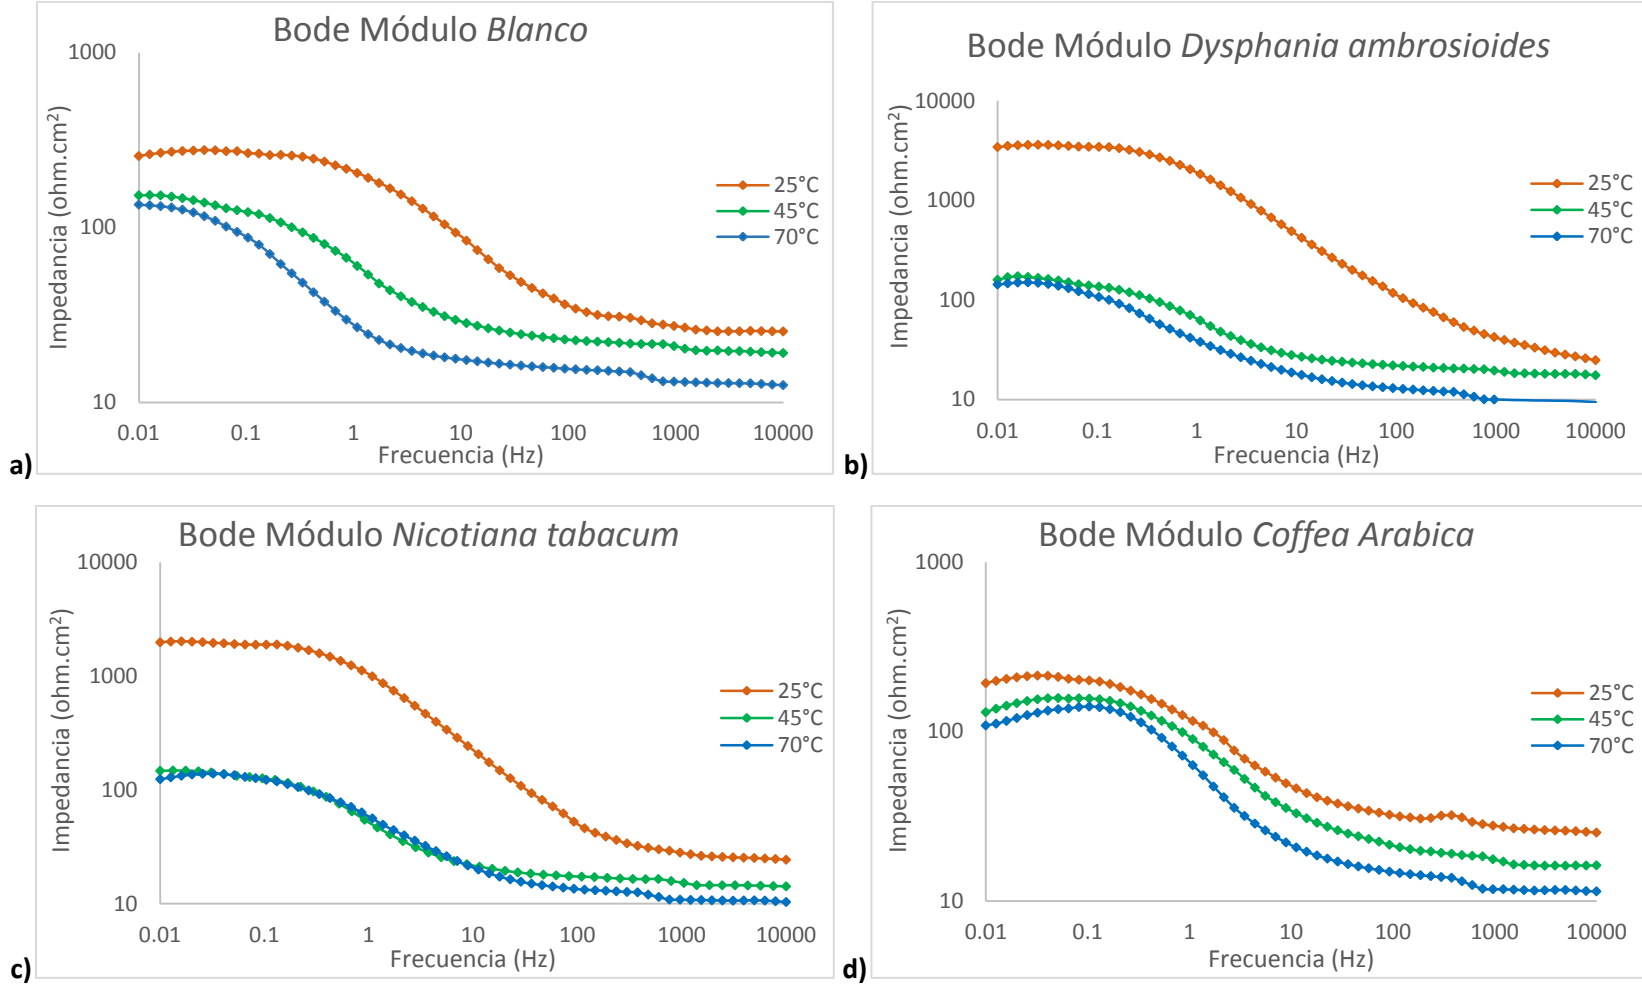 Bode Módulo Blanco
1000
100
10
Impedancia (ohm.cm²)
0.01 0.1 1 10 100 1000 10000
Frecuencia (Hz)
25°C
45°C
70°C
a)
Bode Módulo Dysphania ambrosioides
10000
1000
100
10
Impedancia (ohm.cm²)
0.01 0.1 1 10 100 1000 10000
Frecuencia (Hz)
25°C
45°C
70°C
b)
Bode Módulo Nicotiana tabacum
10000
1000
100
10
Impedancia (ohm.cm²)
0.01 0.1 1 10 100 1000 10000
Frecuencia (Hz)
25°C
45°C
70°C
c)
Bode Módulo Coffea Arabica
1000
100
10
Impedancia (ohm.cm²)
0.01 0.1 1 10 100 1000 10000
Frecuencia (Hz)
25°C
45°C
70°C
d)